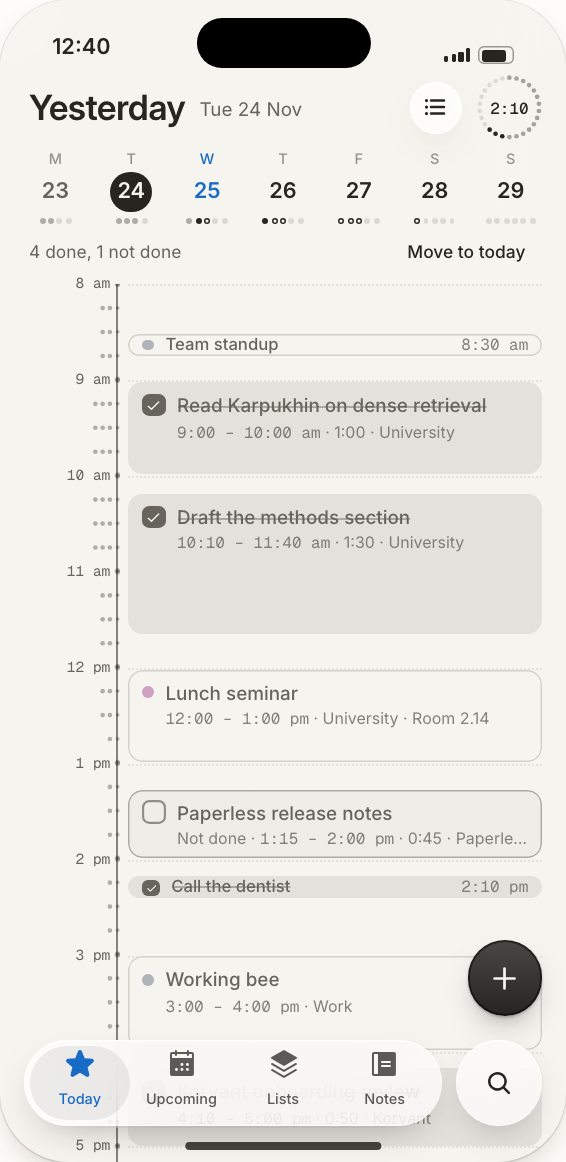 12:40
Yesterday Tue 24 Nov
2:10
M T W T F S S
23 24 25 26 27 28 29
4 done, 1 not done Move to today
8 am
Team standup 8:30 am
9 am
Read Karpukhin on dense retrieval
9:00 – 10:00 am · 1:00 · University
10 am
Draft the methods section
10:10 – 11:40 am · 1:30 · University
11 am
12 pm
Lunch seminar
12:00 – 1:00 pm · University · Room 2.14
1 pm
Paperless release notes
Not done · 1:15 – 2:00 pm · 0:45 · Paperle...
2 pm
Call the dentist 2:10 pm
3 pm
Working bee
3:00 – 4:00 pm · Work
Korvant onboarding review
4:10 – 5:00 pm · 0:50 · Korvant
Today Upcoming Lists Notes
5 pm